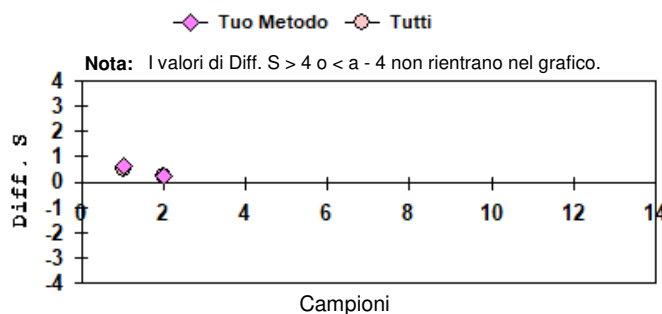 Tuo Metodo Tutti
Nota: I valori di Diff. S > 4 o < a - 4 non rientrano nel grafico.
4
3
2
1
0
-1
-2
-3
-4
Diff. S
0 2 4 6 8 10 12 14
Campioni